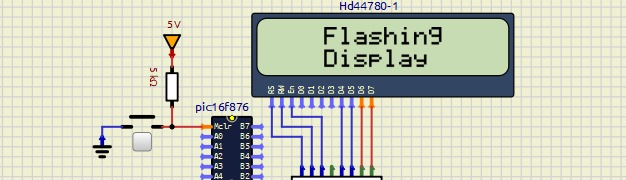 Hd44780-1
5V
Flashing
Display
5 kΩ
RS RW En D0 D1 D2 D3 D4 D5 D6 D7
pic16f876
Mclr B7
A0 B6
A1 B5
A2 B4
A3 B3
A4 B2